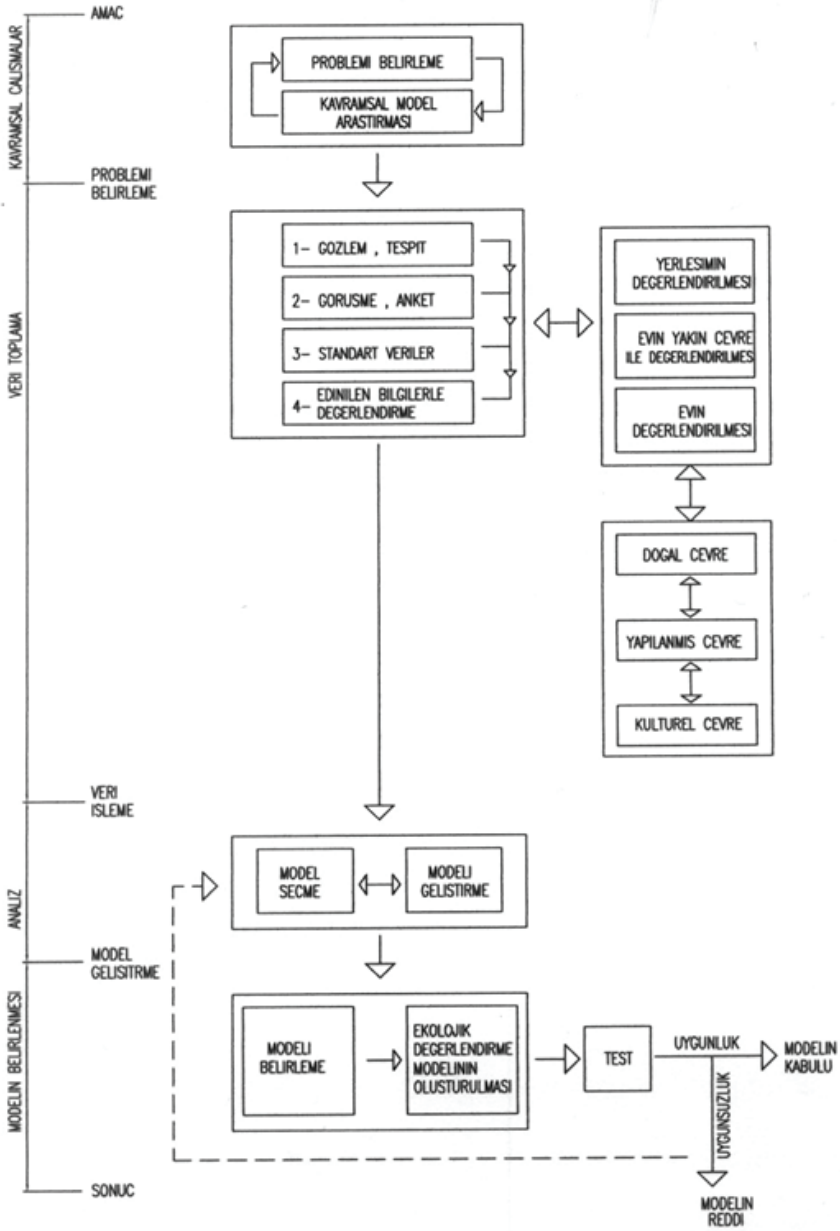 AMAC
KAVRAMSAL CALISMALAR
PROBLEMI BELIRLEME
KAVRAMSAL MODEL
ARASTIRMASI
PROBLEMI
BELIRLEME
VERI TOPLAMA
1- GOZLEM , TESPIT
2- GORUSME , ANKET
3- STANDART VERILER
4- EDINILEN BILGILERLE
DEGERLENDIRME
YERLESIMIN
DEGERLENDIRILMESI
EVIN YAKIN CEVRE
ILE DEGERLENDIRILMES
EVIN
DEGERLENDIRILMESI
DOGAL CEVRE
YAPILANMIS CEVRE
KULTUREL CEVRE
VERI
ISLEME
ANALIZ
MODEL
SECME
MODELI
GELISTIRME
MODEL
GELISITRME
MODELIN BELIRLENMESI
MODELI
BELIRLEME
EKOLOJIK
DEGERLENDIRME
MODELININ
OLUSTURULMASI
TEST
UYGUNLUK
MODELIN
KABULU
UYGUNSUZLUK
MODELIN
REDDI
SONUC